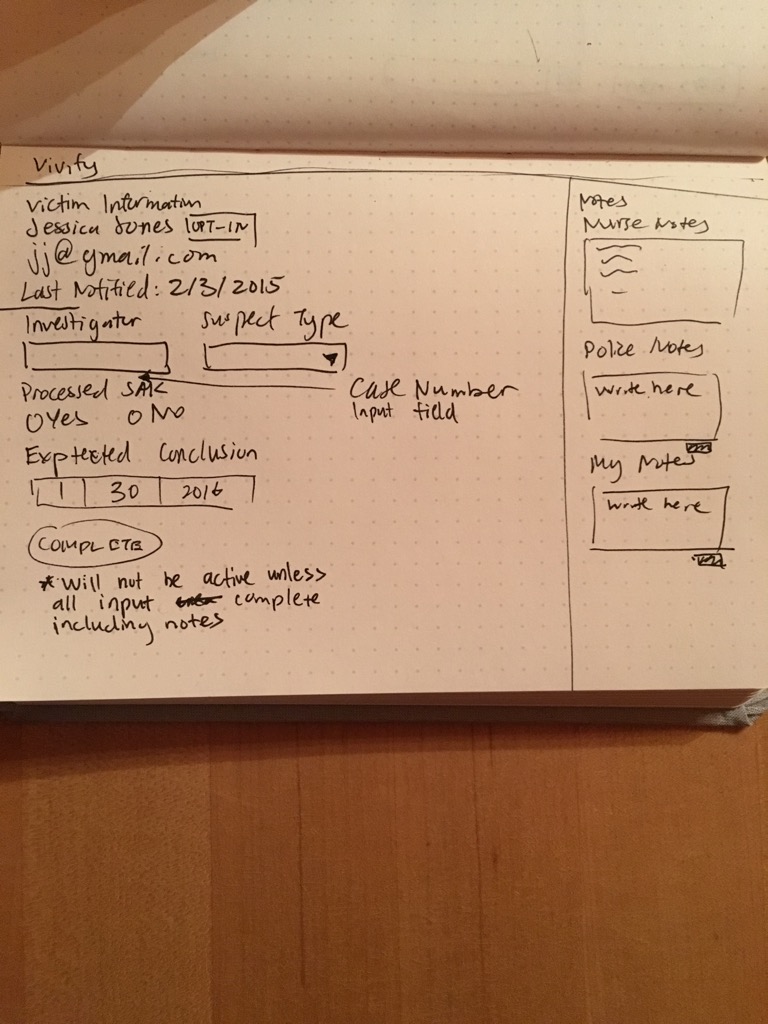 Vivify
Victim Information
Jessica Jones OPT-IN
jj@gmail.com
Last Notified: 2/3/2015
Investigator
Suspect Type
Processed SAK
Yes No
Case Number
Input field
Exptected Conclusion
1 30 2016
COMPLETE
* Will not be active unless
all input complete
including notes
Notes
Nurse Notes
Police Notes
Write here
My Notes
Write here